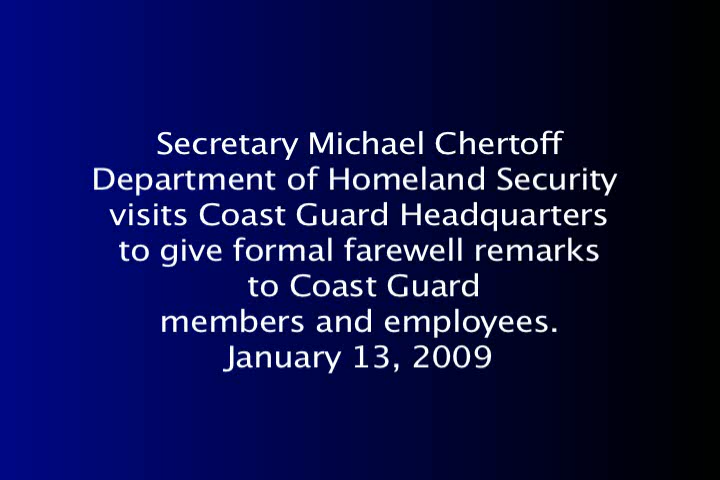 Secretary Michael Chertoff
Department of Homeland Security
visits Coast Guard Headquarters
to give formal farewell remarks
to Coast Guard
members and employees.
January 13, 2009